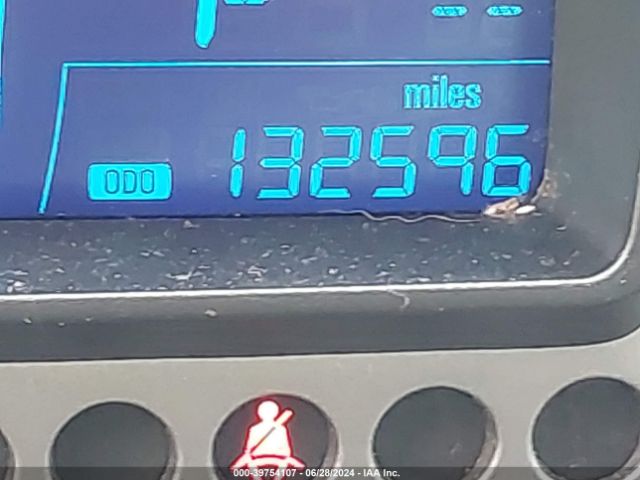 miles
ODO 132596
000-39754107 - 06/28/2024 - IAA Inc.